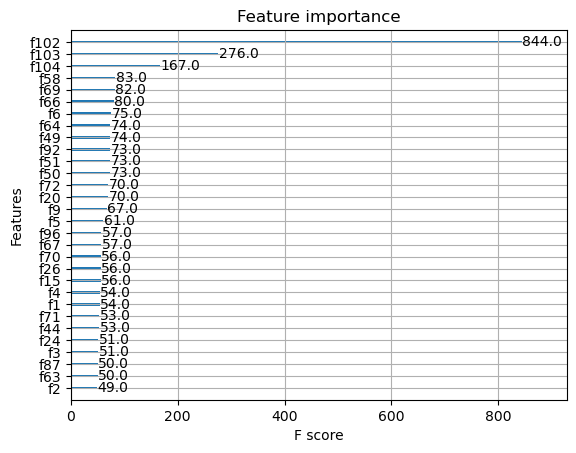 Feature importance
f102 844.0
f103 276.0
f104 167.0
f58 83.0
f69 82.0
f66 80.0
f6 75.0
f64 74.0
f49 74.0
f92 73.0
f51 73.0
f50 73.0
f72 70.0
f20 70.0
f9 67.0
f5 61.0
f96 57.0
f67 57.0
f70 56.0
f26 56.0
f15 56.0
f4 54.0
f1 54.0
f71 53.0
f44 53.0
f24 51.0
f3 51.0
f87 50.0
f63 50.0
f2 49.0
Features
0 200 400 600 800
F score